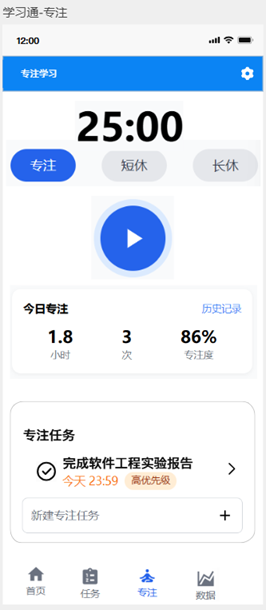 学习通-专注
12:00
专注学习
25:00
专注 短休 长休
今日专注 历史记录
1.8 3 86%
小时 次 专注度
专注任务
完成软件工程实验报告
今天 23:59 高优先级
新建专注任务
首页 任务 专注 数据